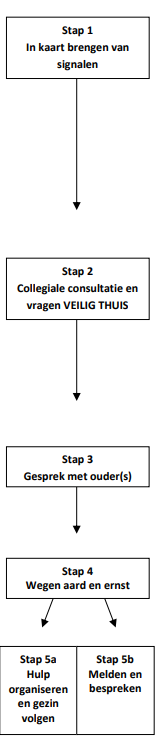 Stap 1
In kaart brengen van
signalen
Stap 2
Collegiale consultatie en
vragen VEILIG THUIS
Stap 3
Gesprek met ouder(s)
Stap 4
Wegen aard en ernst
Stap 5a
Hulp
organiseren
en gezin
volgen
Stap 5b
Melden en
bespreken